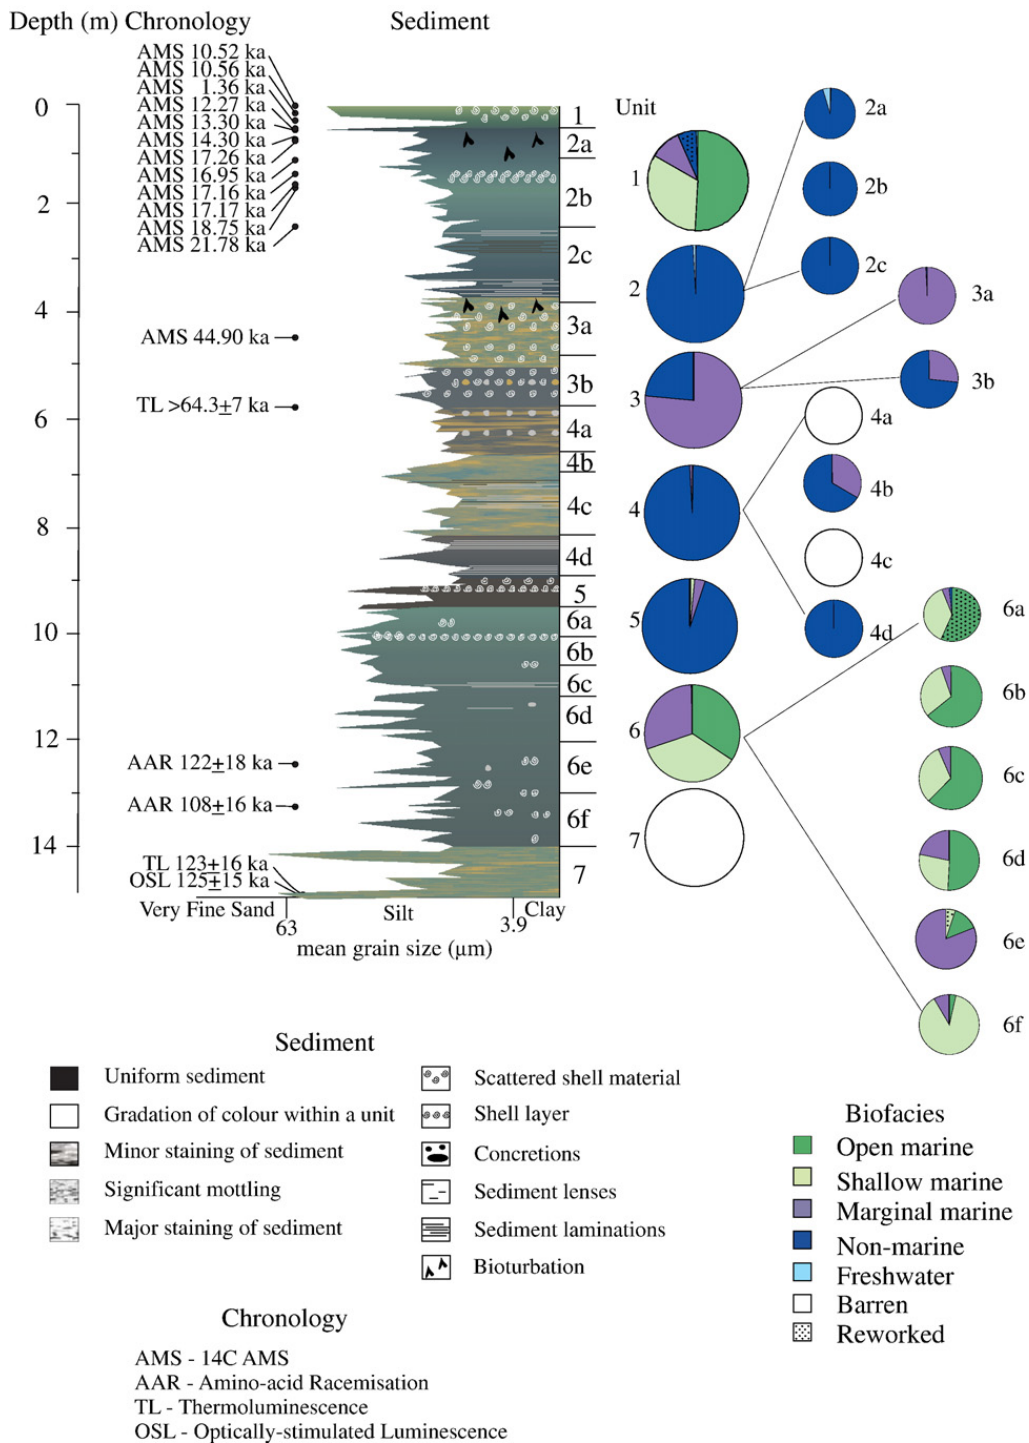 Depth (m) Chronology Sediment
AMS 10.52 ka
AMS 10.56 ka
AMS 1.36 ka
AMS 12.27 ka
AMS 13.30 ka
AMS 14.30 ka
AMS 17.26 ka
AMS 16.95 ka
AMS 17.16 ka
AMS 17.17 ka
AMS 18.75 ka
AMS 21.78 ka
AMS 44.90 ka
TL >64.3±7 ka
AAR 122±18 ka
AAR 108±16 ka
TL 123±16 ka
OSL 125±15 ka
0
2
4
6
8
10
12
14
1
2a
2b
2c
3a
3b
4a
4b
4c
4d
5
6a
6b
6c
6d
6e
6f
7
Very Fine Sand Silt Clay
63 3.9
mean grain size (µm)
Unit
1
2
3
4
5
6
7
2a
2b
2c
3a
3b
4a
4b
4c
4d
6a
6b
6c
6d
6e
6f
Sediment
Uniform sediment
Gradation of colour within a unit
Minor staining of sediment
Significant mottling
Major staining of sediment
Scattered shell material
Shell layer
Concretions
Sediment lenses
Sediment laminations
Bioturbation
Biofacies
Open marine
Shallow marine
Marginal marine
Non-marine
Freshwater
Barren
Reworked
Chronology
AMS - 14C AMS
AAR - Amino-acid Racemisation
TL - Thermoluminescence
OSL - Optically-stimulated Luminescence